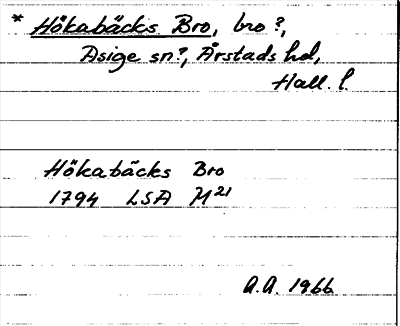 * Hökabäcks Bro, bro?,
Asige sn?, Årstads hd,
Hall. l.
Hökabäcks Bro
1794 LSA M21
A.A. 1966